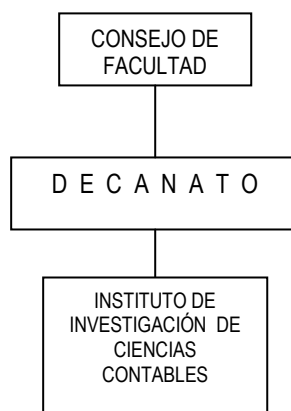 CONSEJO DE
FACULTAD
D E C A N A T O
INSTITUTO DE
INVESTIGACIÓN DE
CIENCIAS
CONTABLES